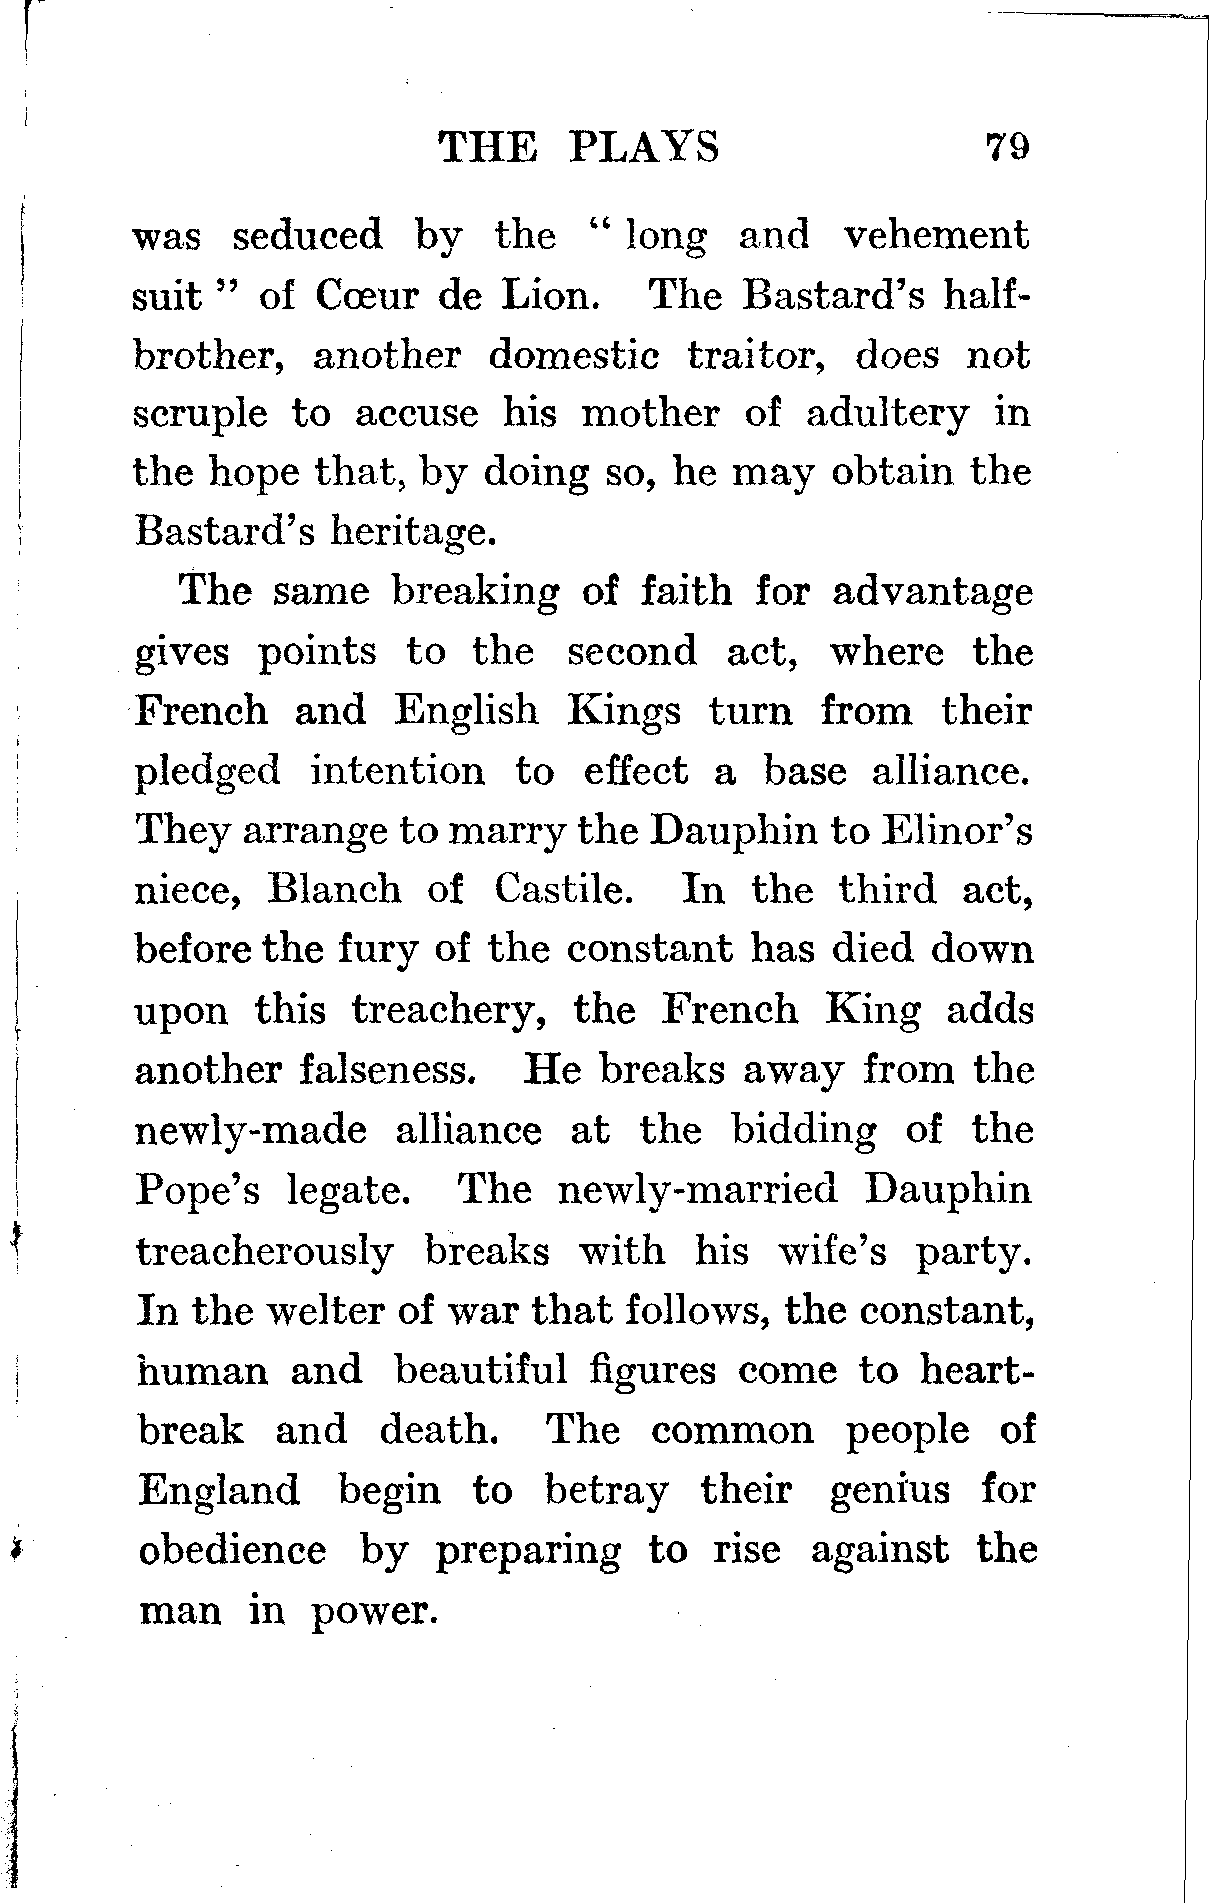 THE PLAYS 79
was seduced by the “ long and vehement
suit ” of Cœur de Lion. The Bastard’s half-
brother, another domestic traitor, does not
scruple to accuse his mother of adultery in
the hope that, by doing so, he may obtain the
Bastard’s heritage.
The same breaking of faith for advantage
gives points to the second act, where the
French and English Kings turn from their
pledged intention to effect a base alliance.
They arrange to marry the Dauphin to Elinor’s
niece, Blanch of Castile. In the third act,
before the fury of the constant has died down
upon this treachery, the French King adds
another falseness. He breaks away from the
newly-made alliance at the bidding of the
Pope’s legate. The newly-married Dauphin
treacherously breaks with his wife’s party.
In the welter of war that follows, the constant,
human and beautiful figures come to heart-
break and death. The common people of
England begin to betray their genius for
obedience by preparing to rise against the
man in power.